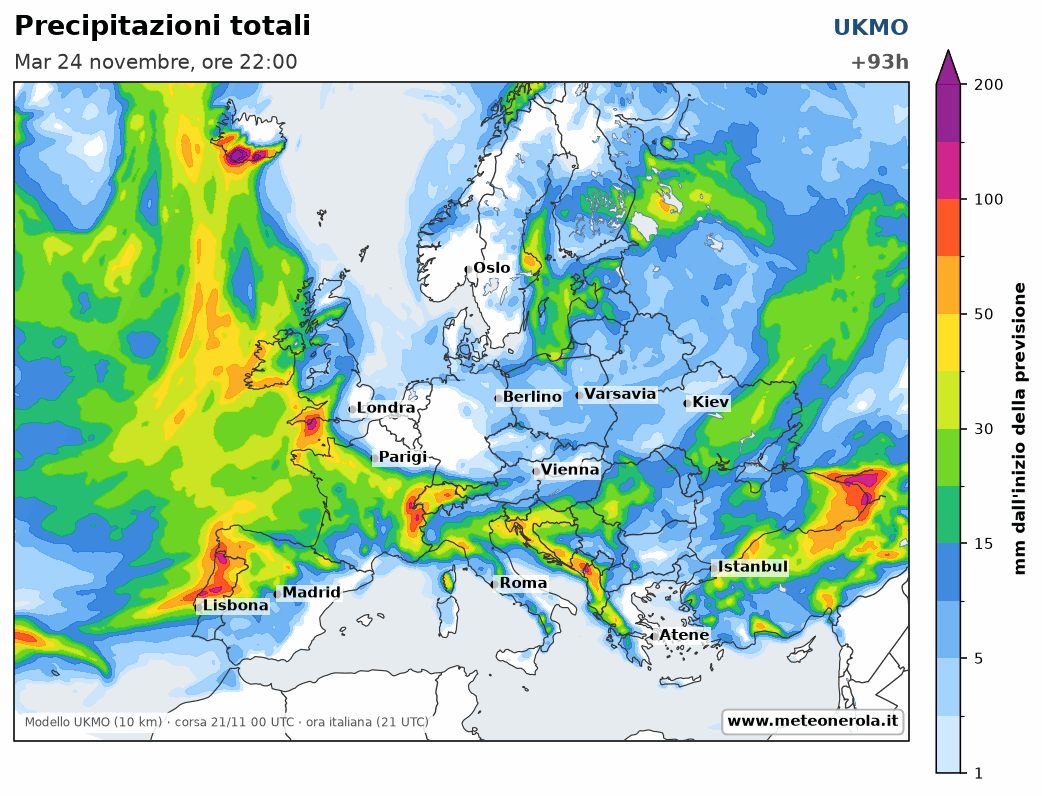 Precipitazioni totali
UKMO
Mar 24 novembre, ore 22:00
+93h
200
100
50
30
15
5
1
mm dall'inizio della previsione
Oslo
Londra
Berlino
Varsavia
Kiev
Parigi
Vienna
Istanbul
Roma
Madrid
Lisbona
Atene
Modello UKMO (10 km) · corsa 21/11 00 UTC · ora italiana (21 UTC)
www.meteonerola.it